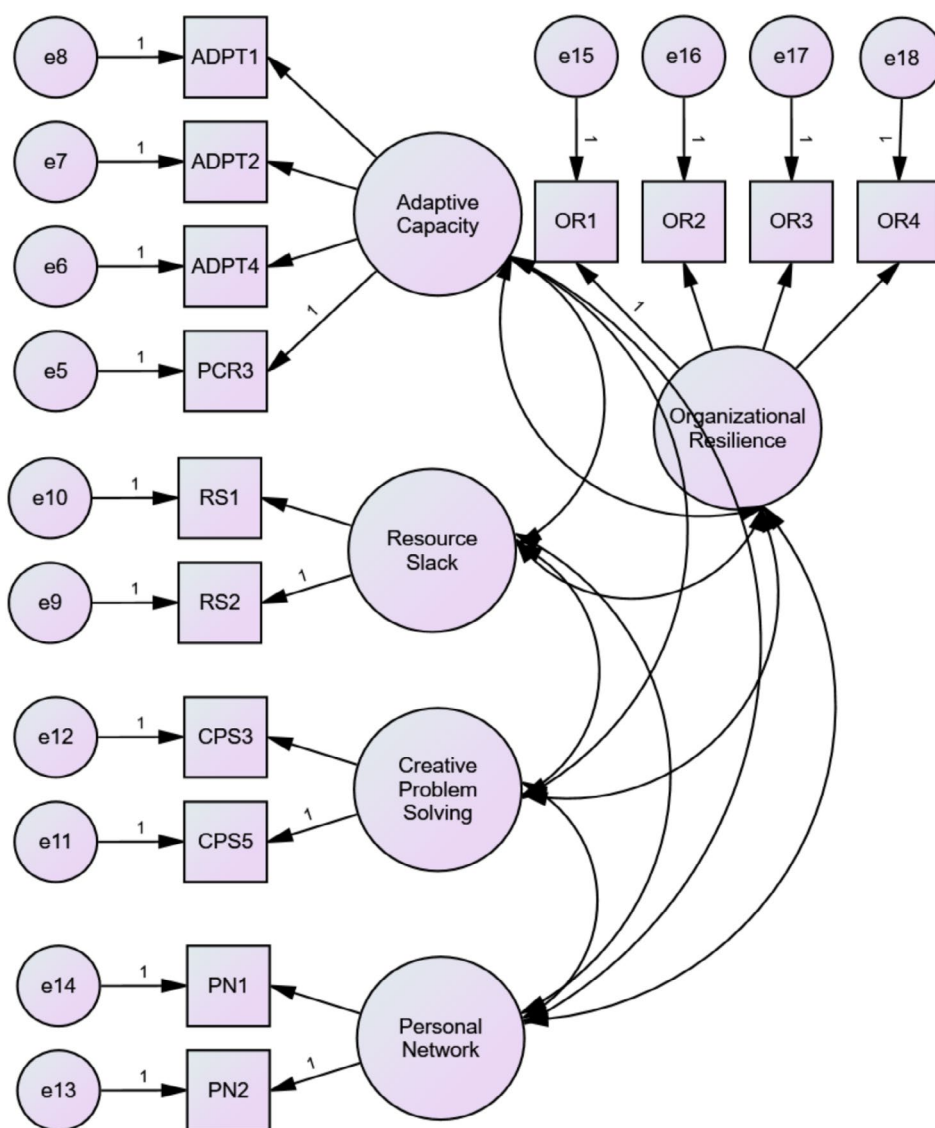 e8
1
ADPT1
e7
1
ADPT2
e6
1
ADPT4
e5
1
PCR3
1
Adaptive
Capacity
e15
e16
e17
e18
1
1
1
1
OR1
OR2
OR3
OR4
1
Organizational
Resilience
e10
1
RS1
e9
1
RS2
1
Resource
Slack
e12
1
CPS3
e11
1
CPS5
1
Creative
Problem
Solving
e14
1
PN1
e13
1
PN2
1
Personal
Network